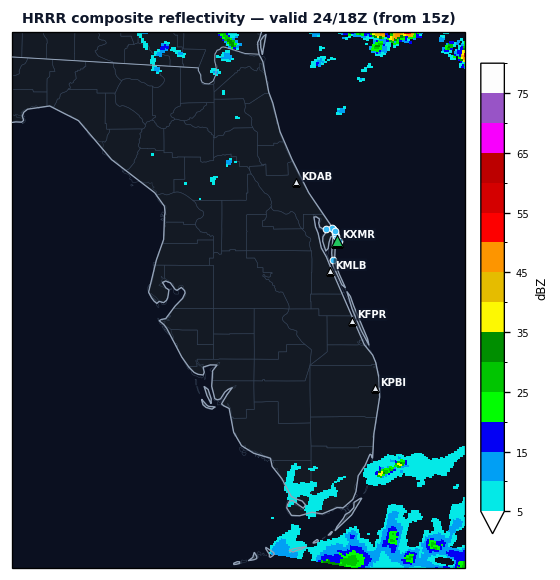 HRRR composite reflectivity — valid 24/18Z (from 15z)
KDAB
KXMR
KMLB
KFPR
KPBI
75
65
55
45
35
25
15
5
dBZ